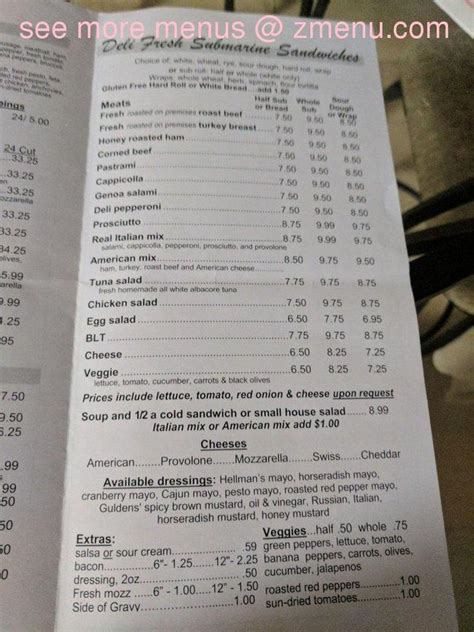 see more menus @ zmenu.com
Deli Fresh Submarine Sandwiches
Choice of: white, wheat, rye, sour dough, hard roll, wrap
or sub roll: half or whole (white only)
Wraps: whole wheat, herb, spinach, flour tortilla
Gluten Free Hard Roll or White Bread....add 1.50
Meats
Half Sub or Bread
Whole Sub
Sour Dough or Wrap
Fresh roasted on premises roast beef 7.50 9.50 8.50
Fresh roasted on premises turkey breast 7.50 9.50 8.50
Honey roasted ham 7.50 9.50 8.50
Corned beef 7.50 9.50 8.50
Pastrami 7.50 9.50 8.50
Cappicolla 7.50 9.50 8.50
Genoa salami 7.50 9.50 8.50
Deli pepperoni 7.50 9.50 8.50
Prosciutto 8.75 9.99 9.75
Real Italian mix 8.75 9.99 9.75
salami, cappicolla, pepperoni, prosciutto, and provolone
American mix 8.50 9.75 9.50
ham, turkey, roast beef and American cheese
Tuna salad 7.75 9.75 8.75
fresh homemade all white albacore tuna
Chicken salad 7.50 9.75 8.75
Egg salad 6.50 7.75 6.95
BLT 7.75 9.75 8.75
Cheese 6.50 8.25 7.25
Veggie 6.50 8.25 7.25
lettuce, tomato, cucumber, carrots & black olives
Prices include lettuce, tomato, red onion & cheese upon request
Soup and 1/2 a cold sandwich or small house salad...... 8.99
Italian mix or American mix add $1.00
Cheeses
American.......Provolone....Mozzarella......Swiss......Cheddar
Available dressings: Hellman's mayo, horseradish mayo,
cranberry mayo, Cajun mayo, pesto mayo, roasted red pepper mayo,
Guldens' spicy brown mustard, oil & vinegar, Russian, Italian,
horseradish mustard, honey mustard
Extras:
salsa or sour cream .59
bacon 6"- 1.25 12"- 2.25
dressing, 2oz .50
Fresh mozz 6" - 1.00 12"- 1.50
Side of Gravy 1.00
Veggies...half .50 whole .75
green peppers, lettuce, tomato,
banana peppers, carrots, olives,
cucumber, jalapenos
roasted red peppers 1.00
sun-dried tomatoes 1.00
24/ 5.00
24 Cut
33.25